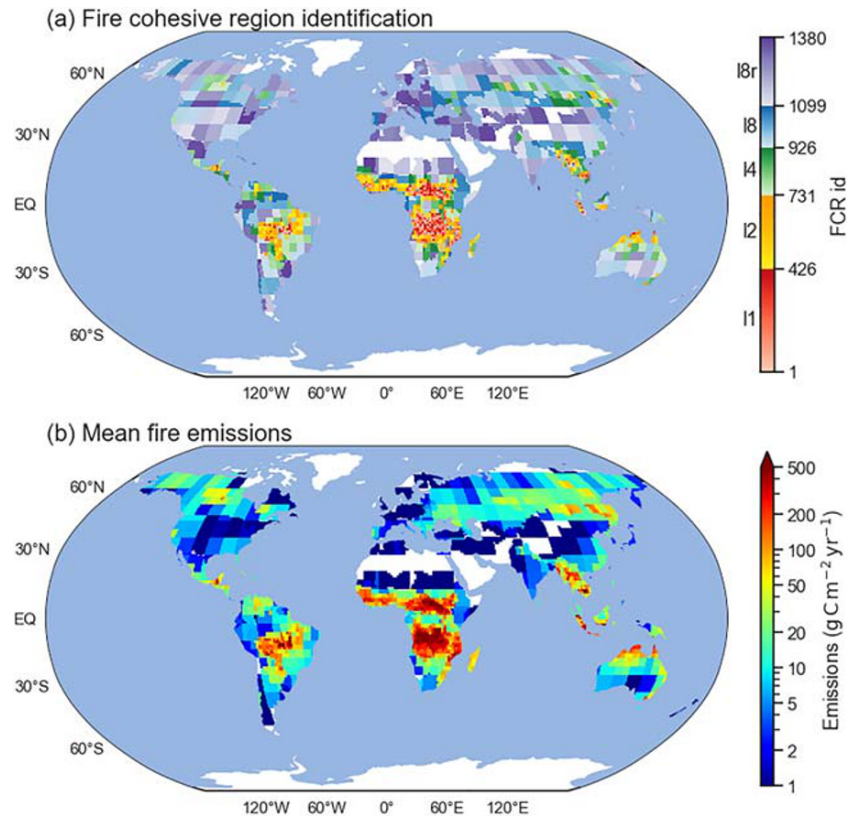 (a) Fire cohesive region identification
60°N
30°N
EQ
30°S
60°S
120°W 60°W 0° 60°E 120°E
l8r
l8
l4
l2
l1
1380
1099
926
731
426
1
FCR id
(b) Mean fire emissions
60°N
30°N
EQ
30°S
60°S
120°W 60°W 0° 60°E 120°E
500
200
100
50
20
10
5
2
1
Emissions (g C m⁻² yr⁻¹)